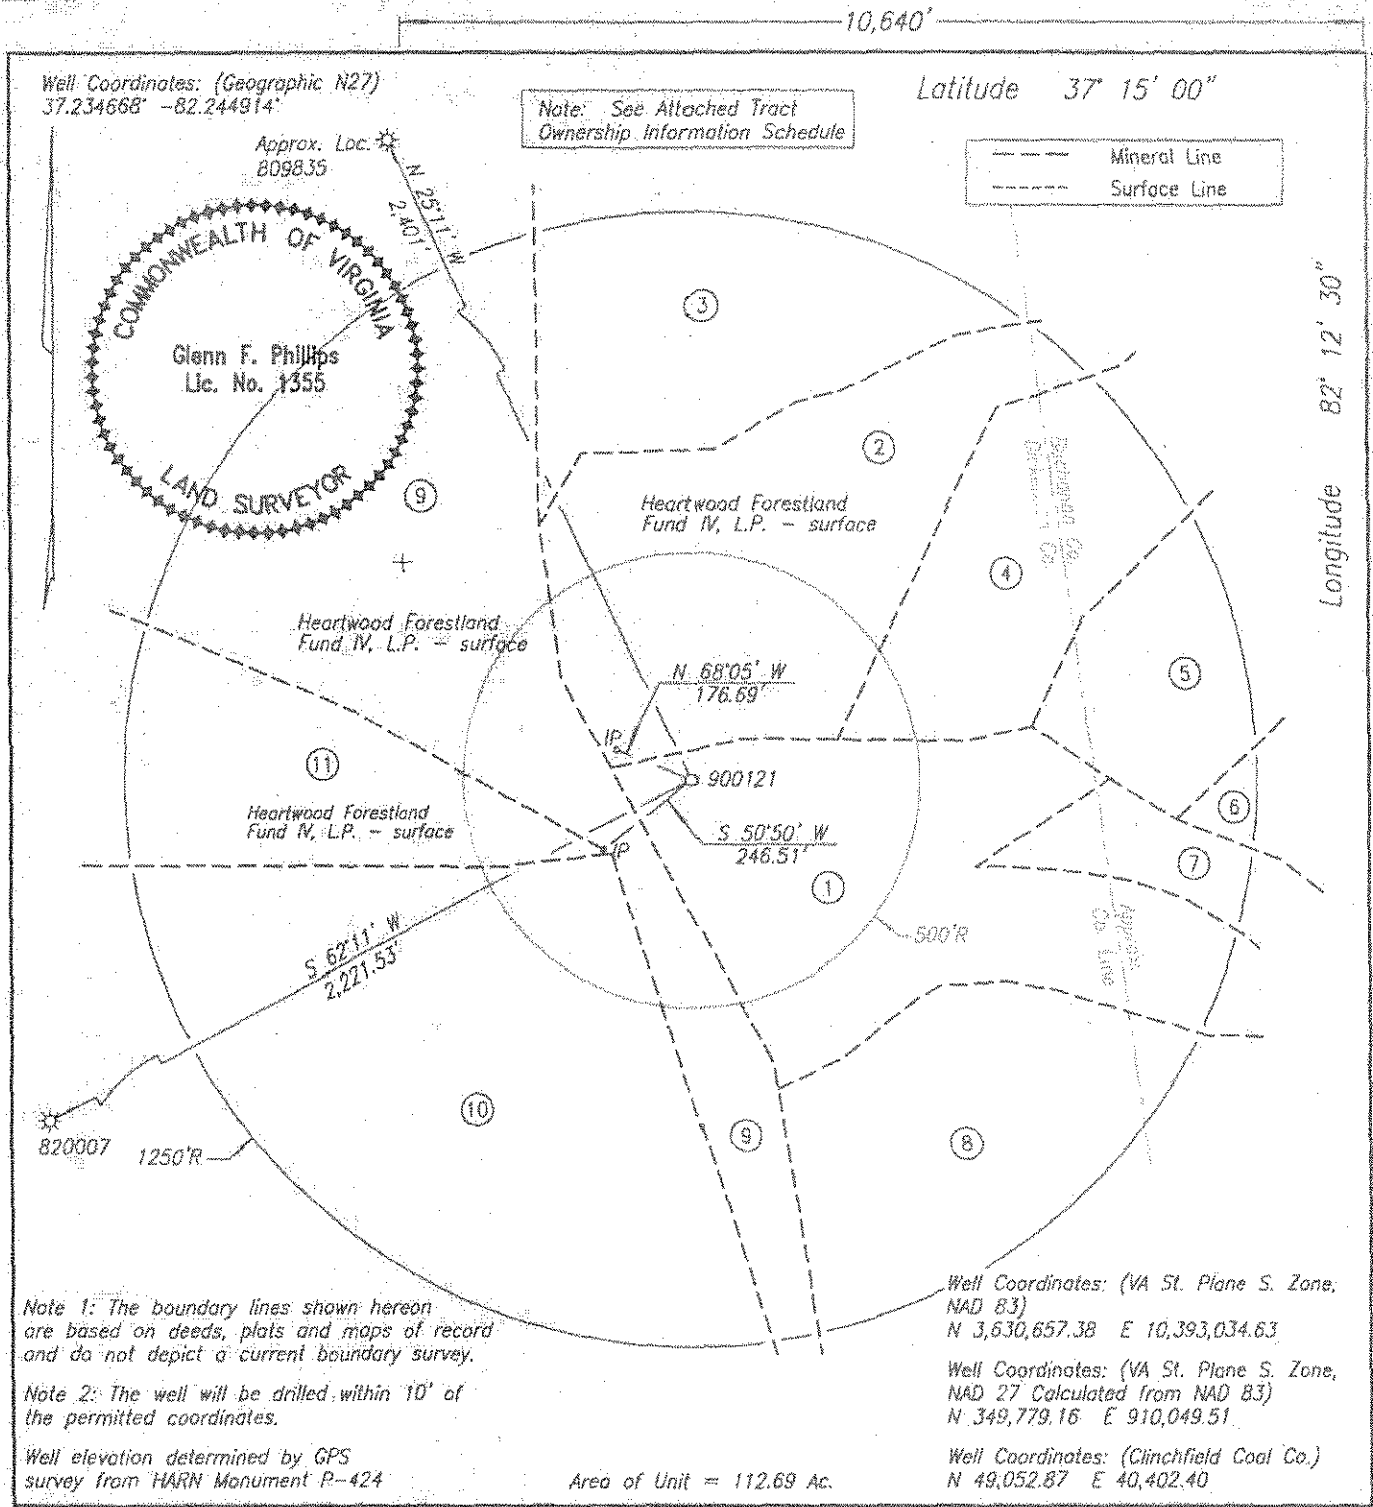 10,640'
Well Coordinates: (Geographic N27)
37.234668° -82.244914°
Note: See Attached Tract
Ownership Information Schedule
Latitude 37° 15' 00"
Mineral Line
Surface Line
Approx. Loc.
809835
N 25°11' W
2,401'
COMMONWEALTH OF VIRGINIA
Glenn F. Phillips
Lic. No. 1355
LAND SURVEYOR
Longitude 82° 12' 30"
3
2
9
Heartwood Forestland
Fund IV, L.P. - surface
4
Heartwood Forestland
Fund IV, L.P. - surface
5
N 68°05' W
176.69'
IP
11
900121
Heartwood Forestland
Fund IV, L.P. - surface
6
S 50°50' W
246.51'
IP
7
1
500'R
Co. Line
S 62°11' W
2,221.53'
10
9
8
820007
1250'R
Note 1: The boundary lines shown hereon
are based on deeds, plats and maps of record
and do not depict a current boundary survey.
Note 2: The well will be drilled within 10' of
the permitted coordinates.
Well elevation determined by GPS
survey from HARN Monument P-424
Area of Unit = 112.69 Ac.
Well Coordinates: (VA St. Plane S. Zone,
NAD 83)
N 3,630,657.38 E 10,393,034.63
Well Coordinates: (VA St. Plane S. Zone,
NAD 27 Calculated from NAD 83)
N 349,779.16 E 910,049.51
Well Coordinates: (Clinchfield Coal Co.)
N 49,052.87 E 40,402.40